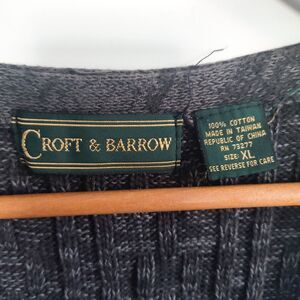 CROFT & BARROW
100% COTTON
MADE IN TAIWAN
REPUBLIC OF CHINA
RN 73277
SIZE: XL
SEE REVERSE FOR CARE